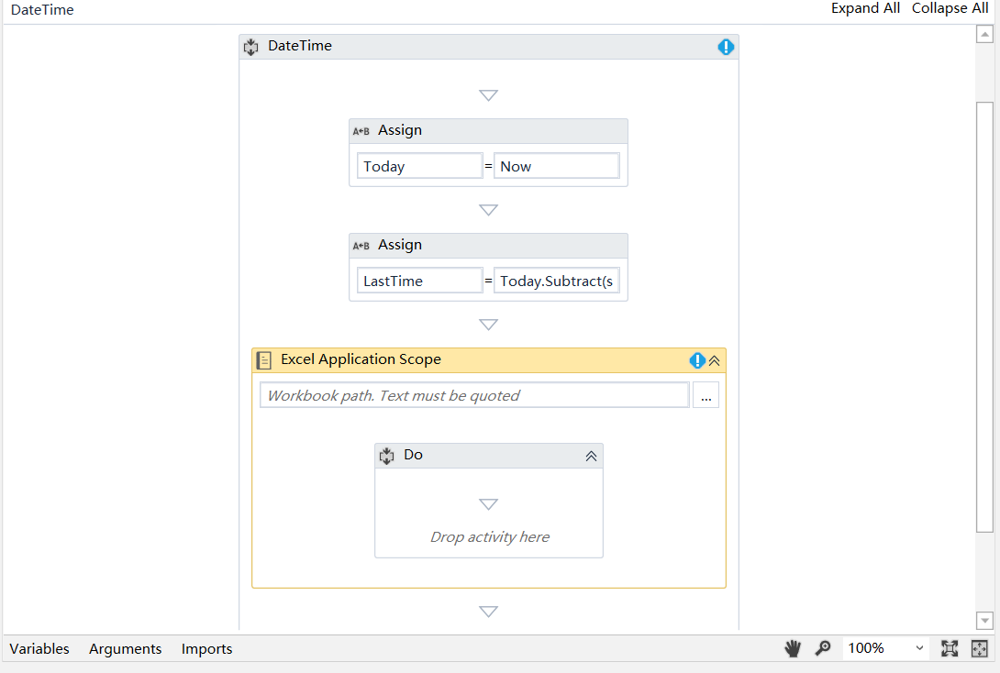 DateTime
Expand All Collapse All
DateTime
A←B Assign
Today = Now
A←B Assign
LastTime = Today.Subtract(s
Excel Application Scope
Workbook path. Text must be quoted ...
Do
Drop activity here
Variables Arguments Imports 100%